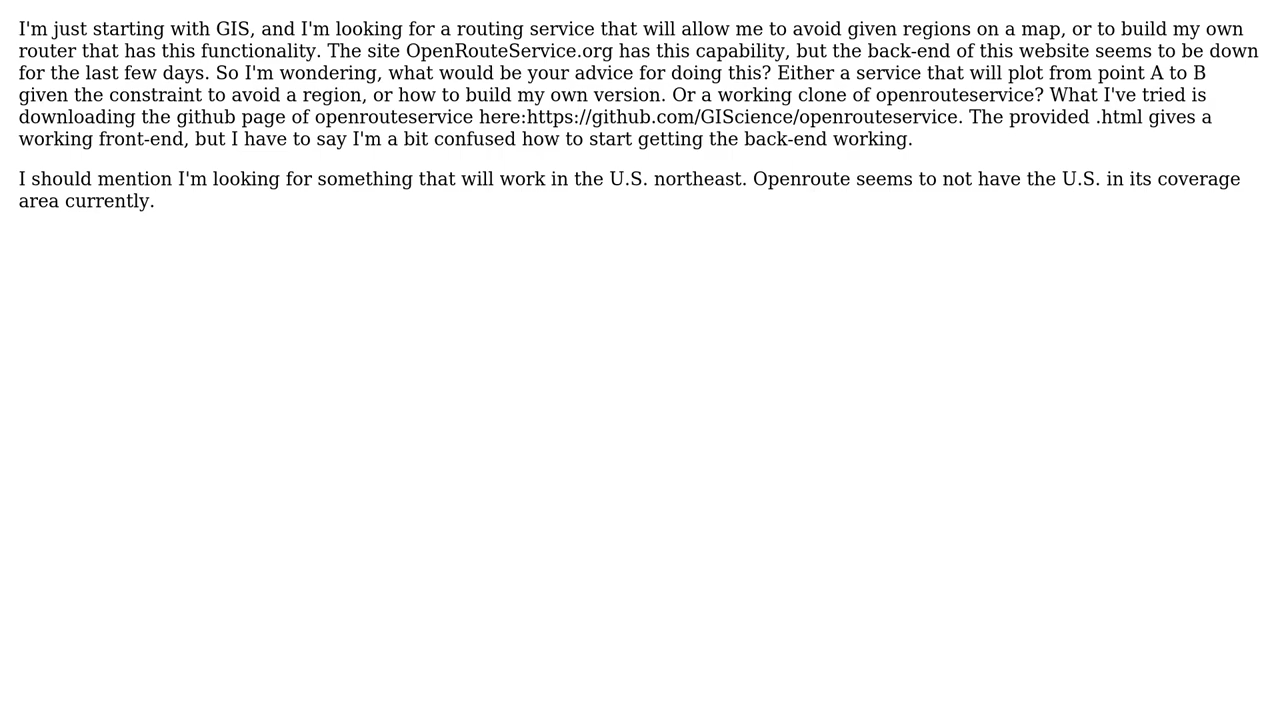 I'm just starting with GIS, and I'm looking for a routing service that will allow me to avoid given regions on a map, or to build my own
router that has this functionality. The site OpenRouteService.org has this capability, but the back-end of this website seems to be down
for the last few days. So I'm wondering, what would be your advice for doing this? Either a service that will plot from point A to B
given the constraint to avoid a region, or how to build my own version. Or a working clone of openrouteservice? What I've tried is
downloading the github page of openrouteservice here:https://github.com/GIScience/openrouteservice. The provided .html gives a
working front-end, but I have to say I'm a bit confused how to start getting the back-end working.
I should mention I'm looking for something that will work in the U.S. northeast. Openroute seems to not have the U.S. in its coverage
area currently.